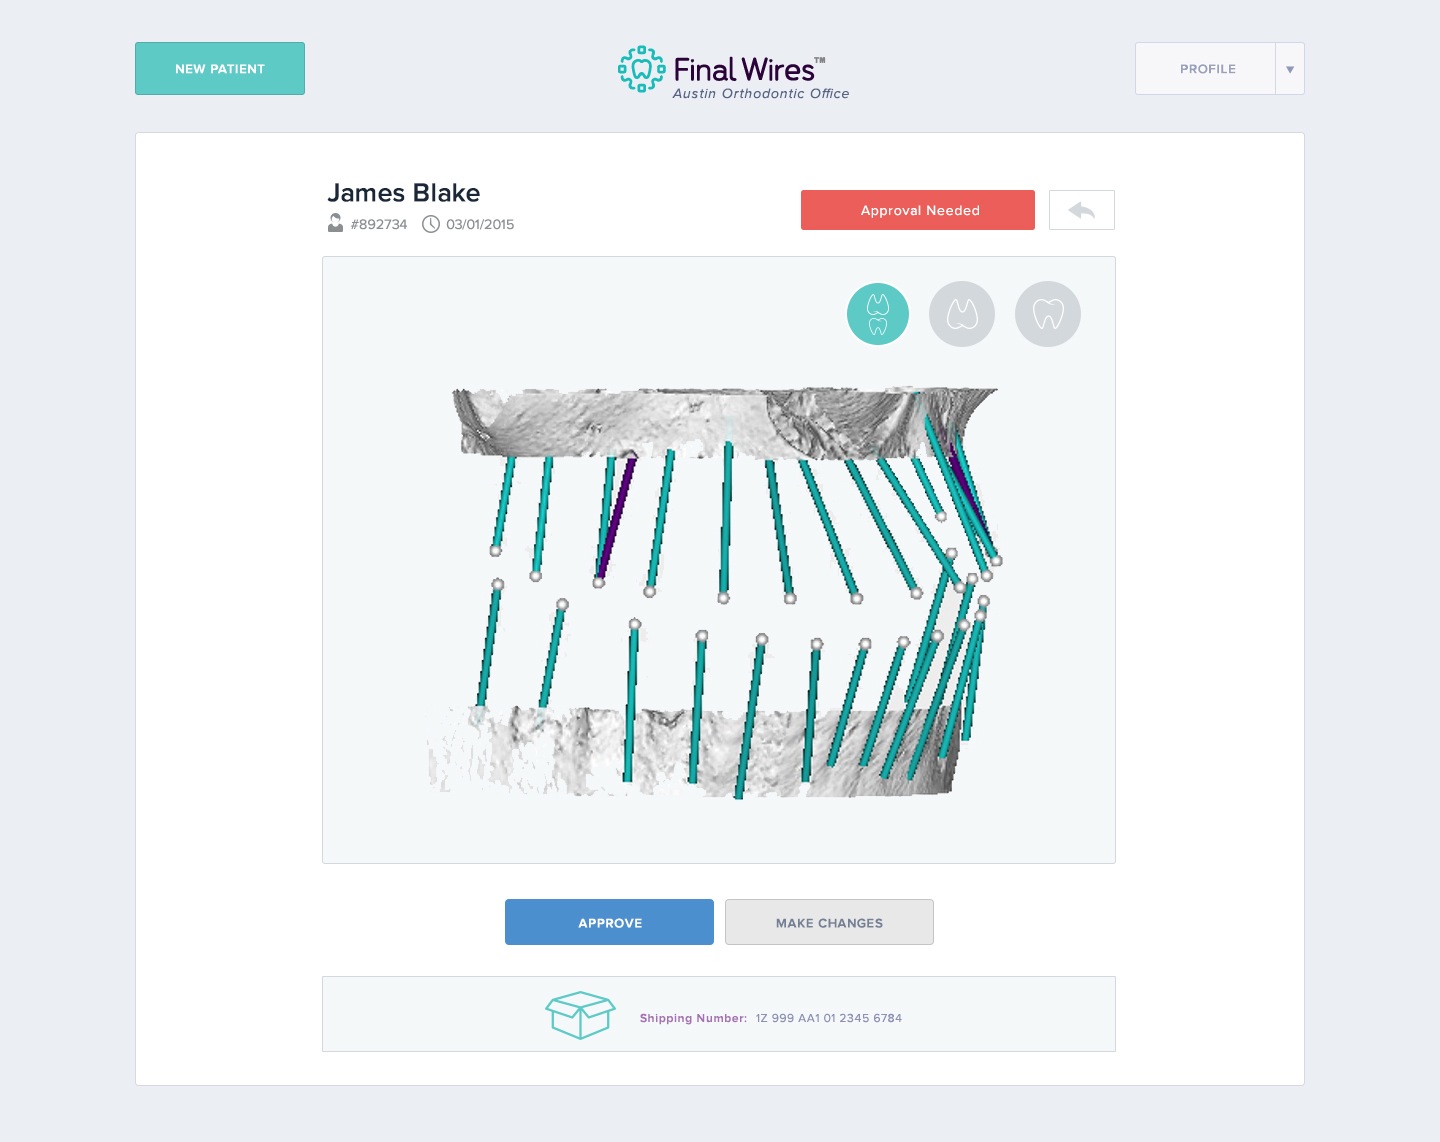 NEW PATIENT
Final Wires™
Austin Orthodontic Office
PROFILE
James Blake
#892734 03/01/2015
Approval Needed
APPROVE
MAKE CHANGES
Shipping Number: 1Z 999 AA1 01 2345 6784